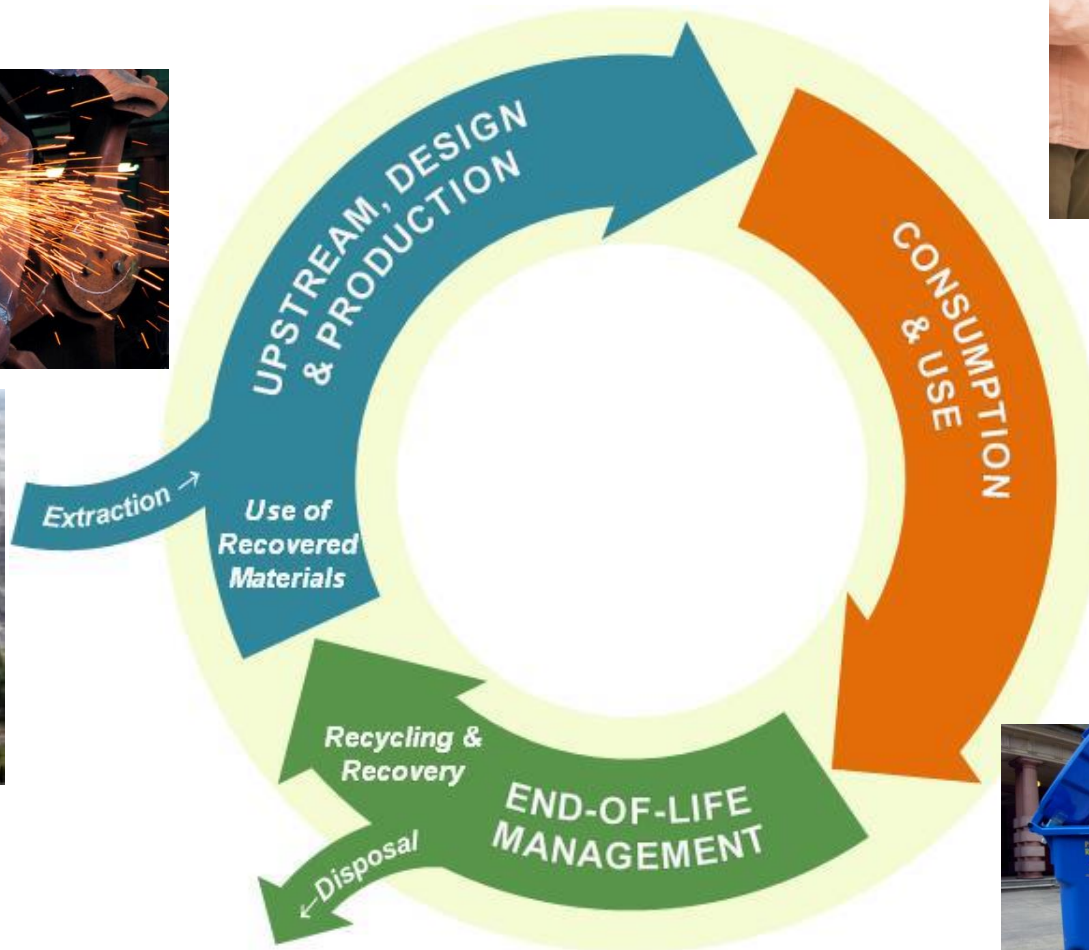 UPSTREAM, DESIGN
& PRODUCTION
CONSUMPTION
& USE
Extraction →
Use of
Recovered
Materials
Recycling &
Recovery
END-OF-LIFE
MANAGEMENT
←Disposal